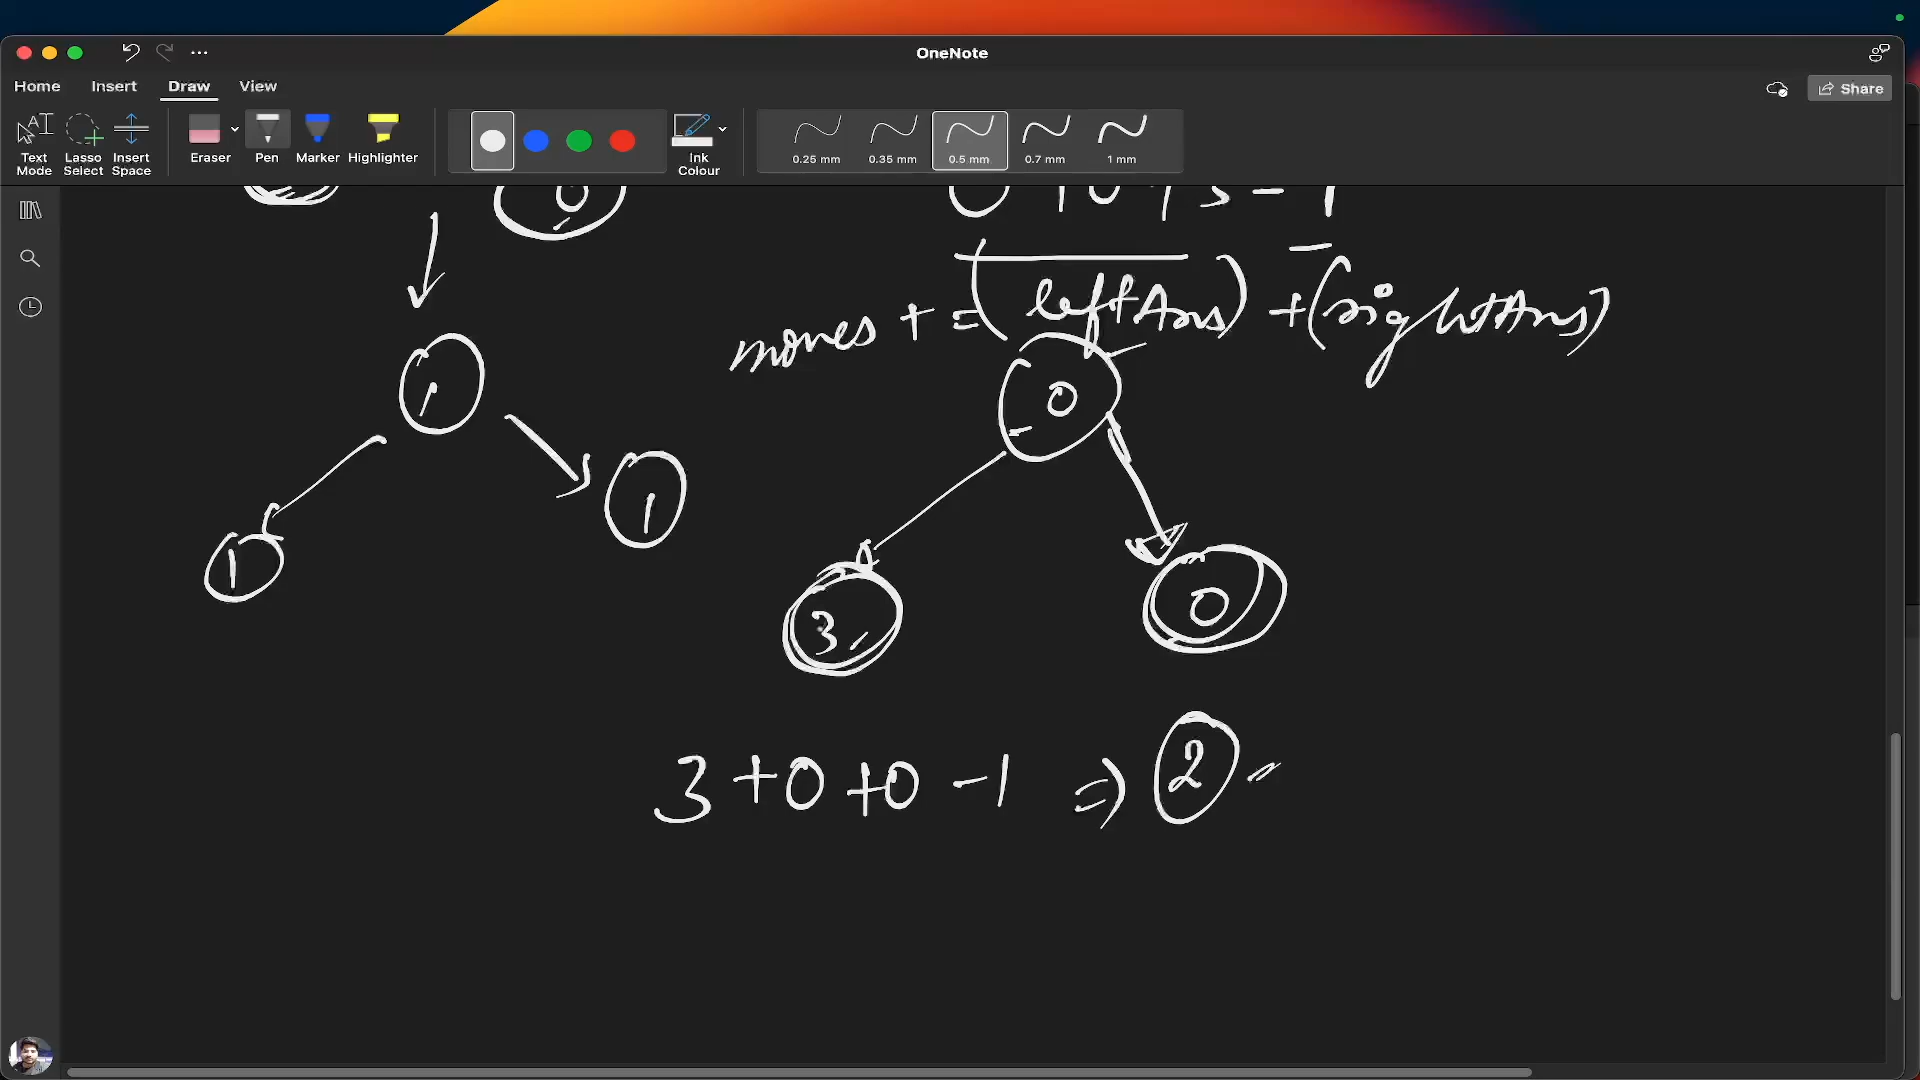 OneNote
Home Insert Draw View
Share
Text Mode
Lasso Select
Insert Space
Eraser
Pen
Marker
Highlighter
Ink Colour
0.25 mm
0.35 mm
0.5 mm
0.7 mm
1 mm
0
moves + = (leftAns) + (rightAns)
1
0
1
1
3
0
3 + 0 + 0 - 1 => 2